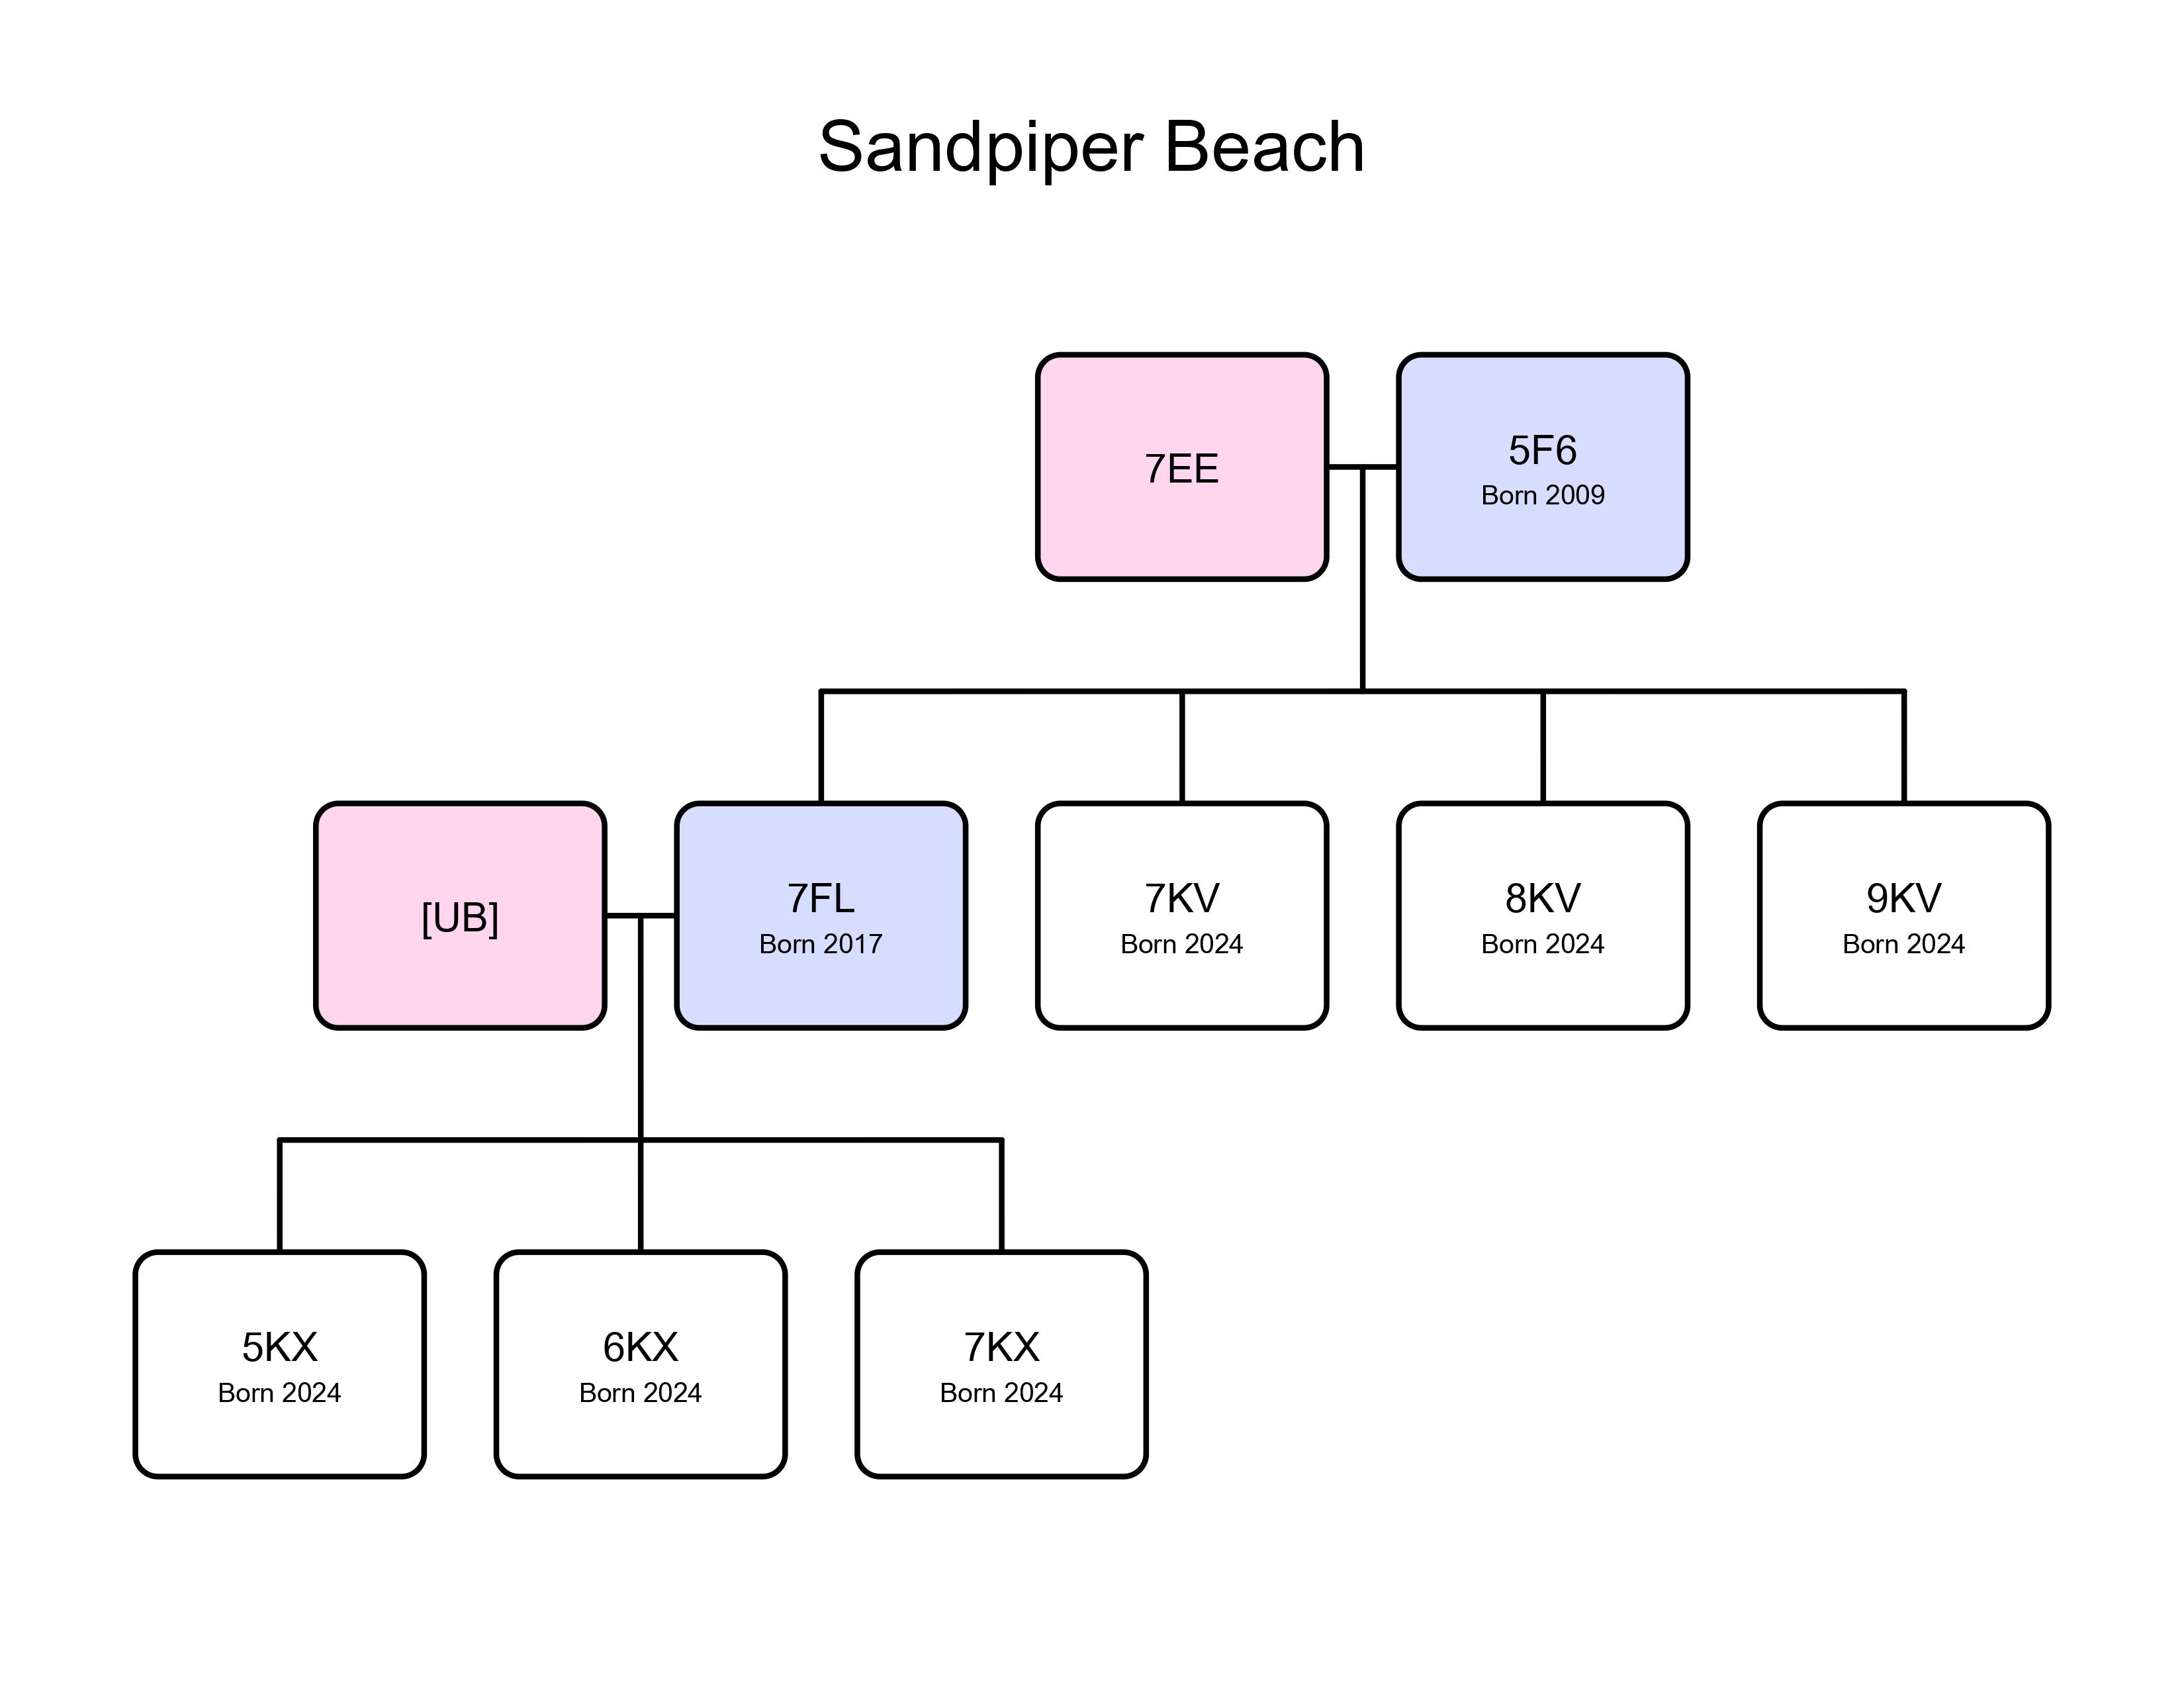 Sandpiper Beach
7EE
5F6
Born 2009
[UB]
7FL
Born 2017
7KV
Born 2024
8KV
Born 2024
9KV
Born 2024
5KX
Born 2024
6KX
Born 2024
7KX
Born 2024